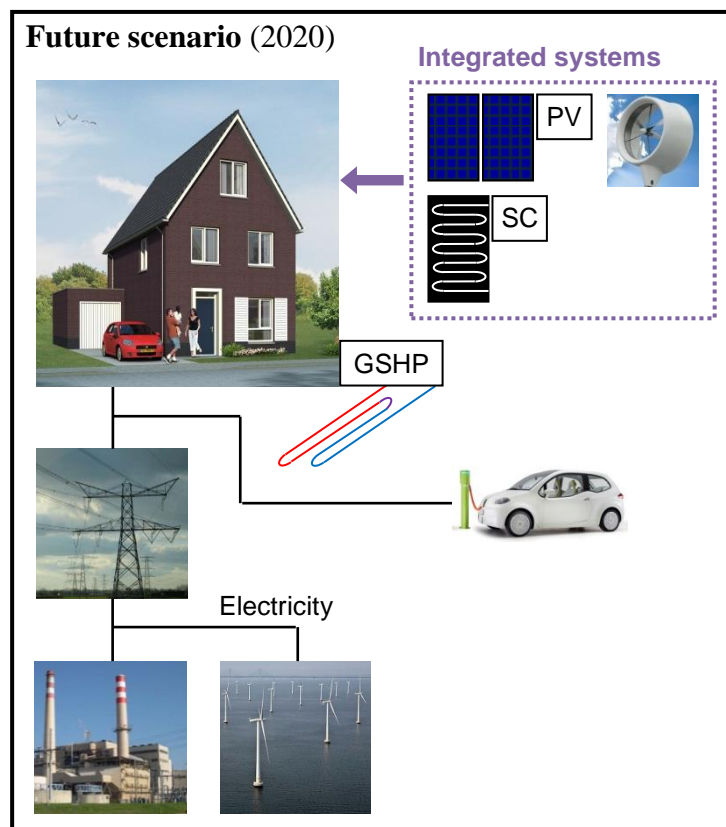 Future scenario (2020)
Integrated systems
PV
SC
GSHP
Electricity